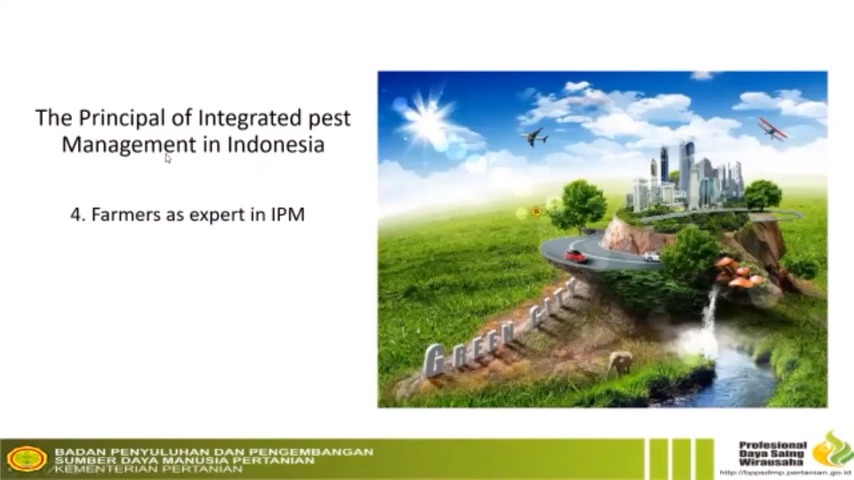 The Principal of Integrated pest
Management in Indonesia
4. Farmers as expert in IPM
GREEN CITY
BADAN PENYULUHAN DAN PENGEMBANGAN
SUMBER DAYA MANUSIA PERTANIAN
KEMENTERIAN PERTANIAN
Profesional
Daya Saing
Wirausaha
http://bppsdmp.pertanian.go.id